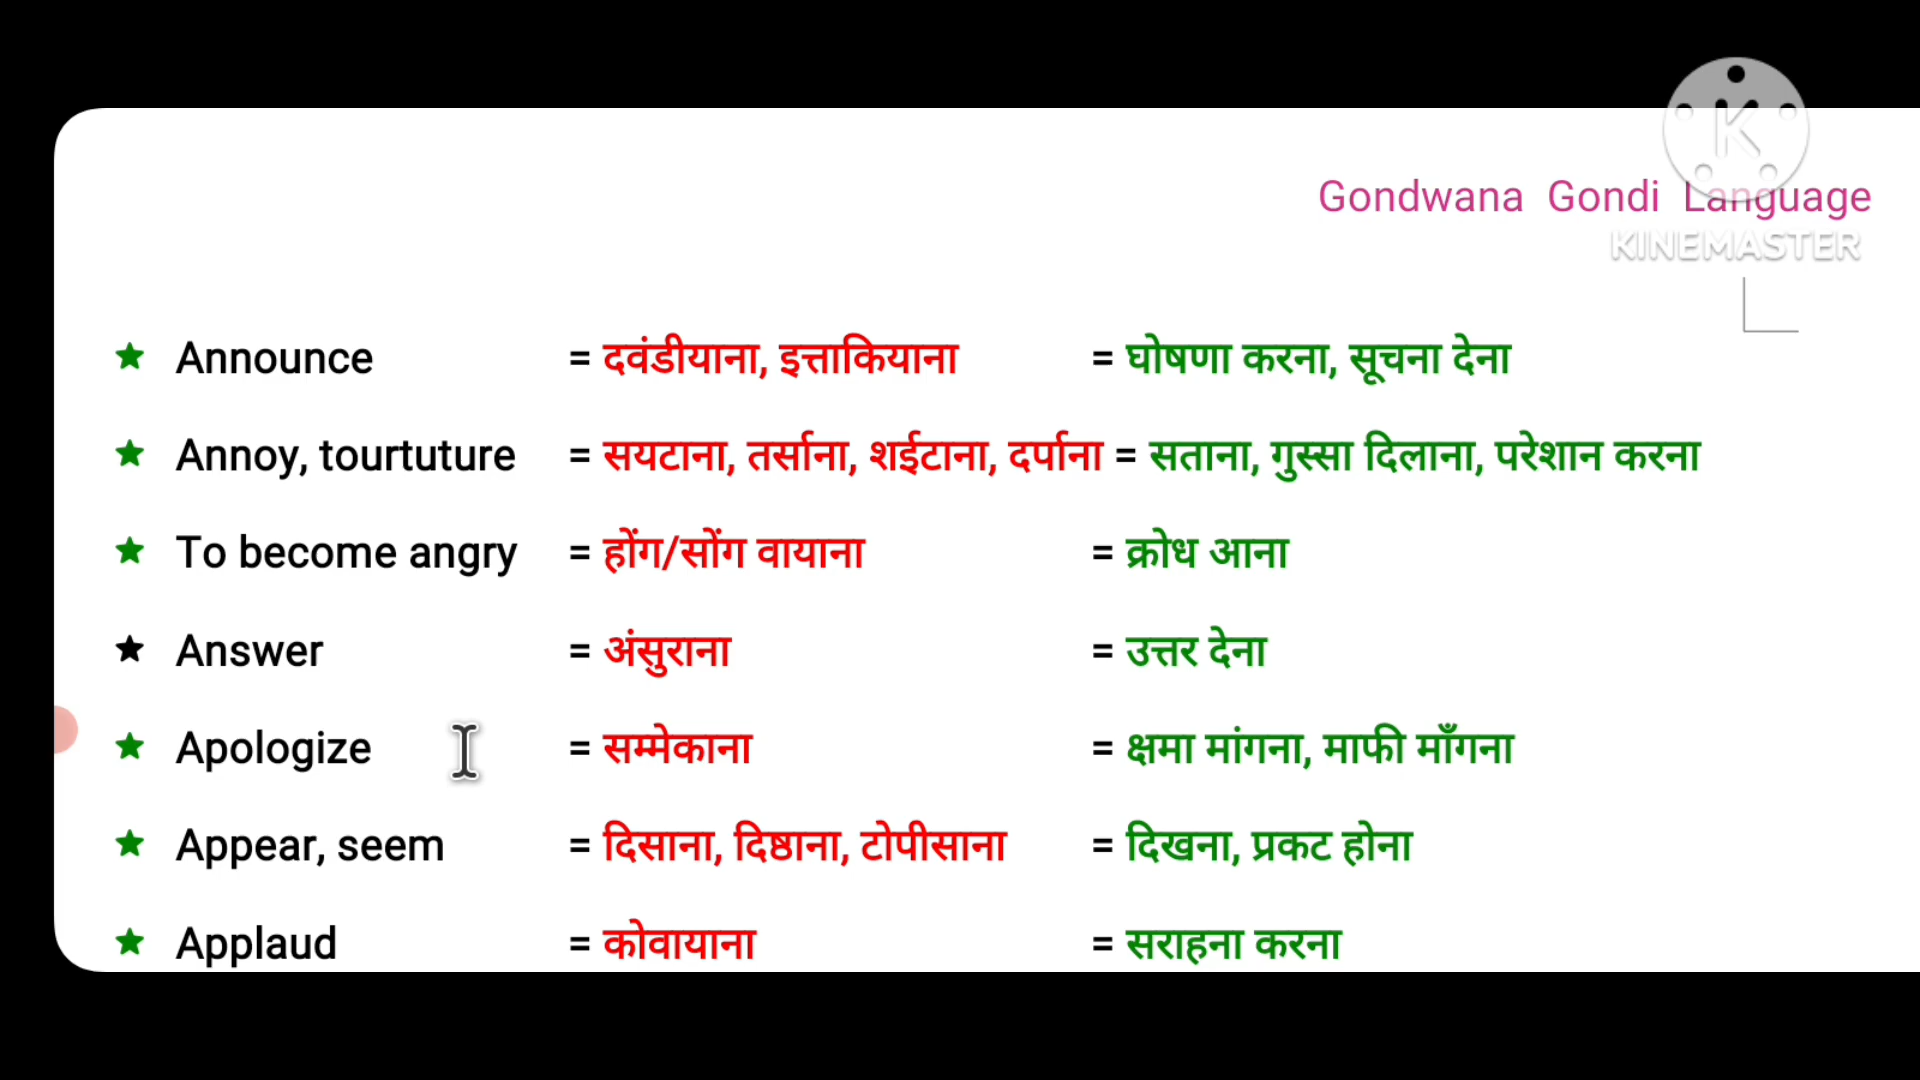 Gondwana Gondi Language
KINEMASTER
★ Announce = दवंडीयाना, इत्ताकियाना = घोषणा करना, सूचना देना
★ Annoy, tourtuture = सयटाना, तर्साना, शईटाना, दर्पाना = सताना, गुस्सा दिलाना, परेशान करना
★ To become angry = होंग/सोंग वायाना = क्रोध आना
★ Answer = अंसुराना = उत्तर देना
★ Apologize = सम्मेकाना = क्षमा मांगना, माफी माँगना
★ Appear, seem = दिसाना, दिष्ठाना, टोपीसाना = दिखना, प्रकट होना
★ Applaud = कोवायाना = सराहना करना